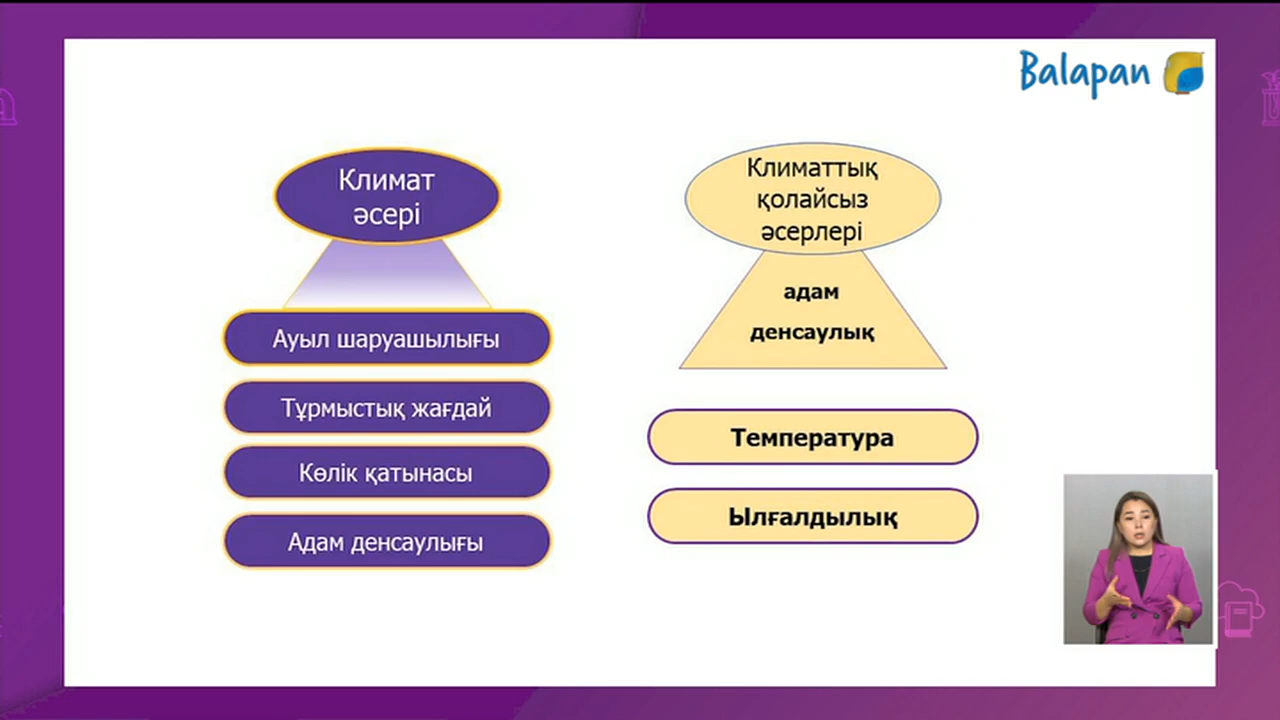 Balapan
Климат
әсері
Ауыл шаруашылығы
Тұрмыстық жағдай
Көлік қатынасы
Адам денсаулығы
Климаттық
қолайсыз
әсерлері
адам
денсаулық
Температура
Ылғалдылық